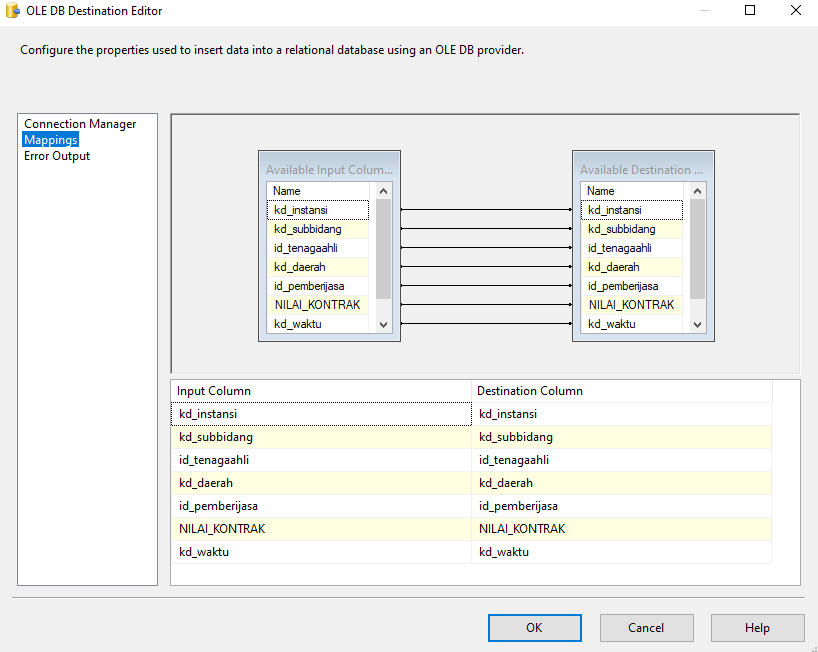 OLE DB Destination Editor
Configure the properties used to insert data into a relational database using an OLE DB provider.
Connection Manager
Mappings
Error Output
Available Input Colum...
Name
kd_instansi
kd_subbidang
id_tenagaahli
kd_daerah
id_pemberijasa
NILAI_KONTRAK
kd_waktu
Available Destination ...
Name
kd_instansi
kd_subbidang
id_tenagaahli
kd_daerah
id_pemberijasa
NILAI_KONTRAK
kd_waktu
Input Column Destination Column
kd_instansi kd_instansi
kd_subbidang kd_subbidang
id_tenagaahli id_tenagaahli
kd_daerah kd_daerah
id_pemberijasa id_pemberijasa
NILAI_KONTRAK NILAI_KONTRAK
kd_waktu kd_waktu
OK Cancel Help